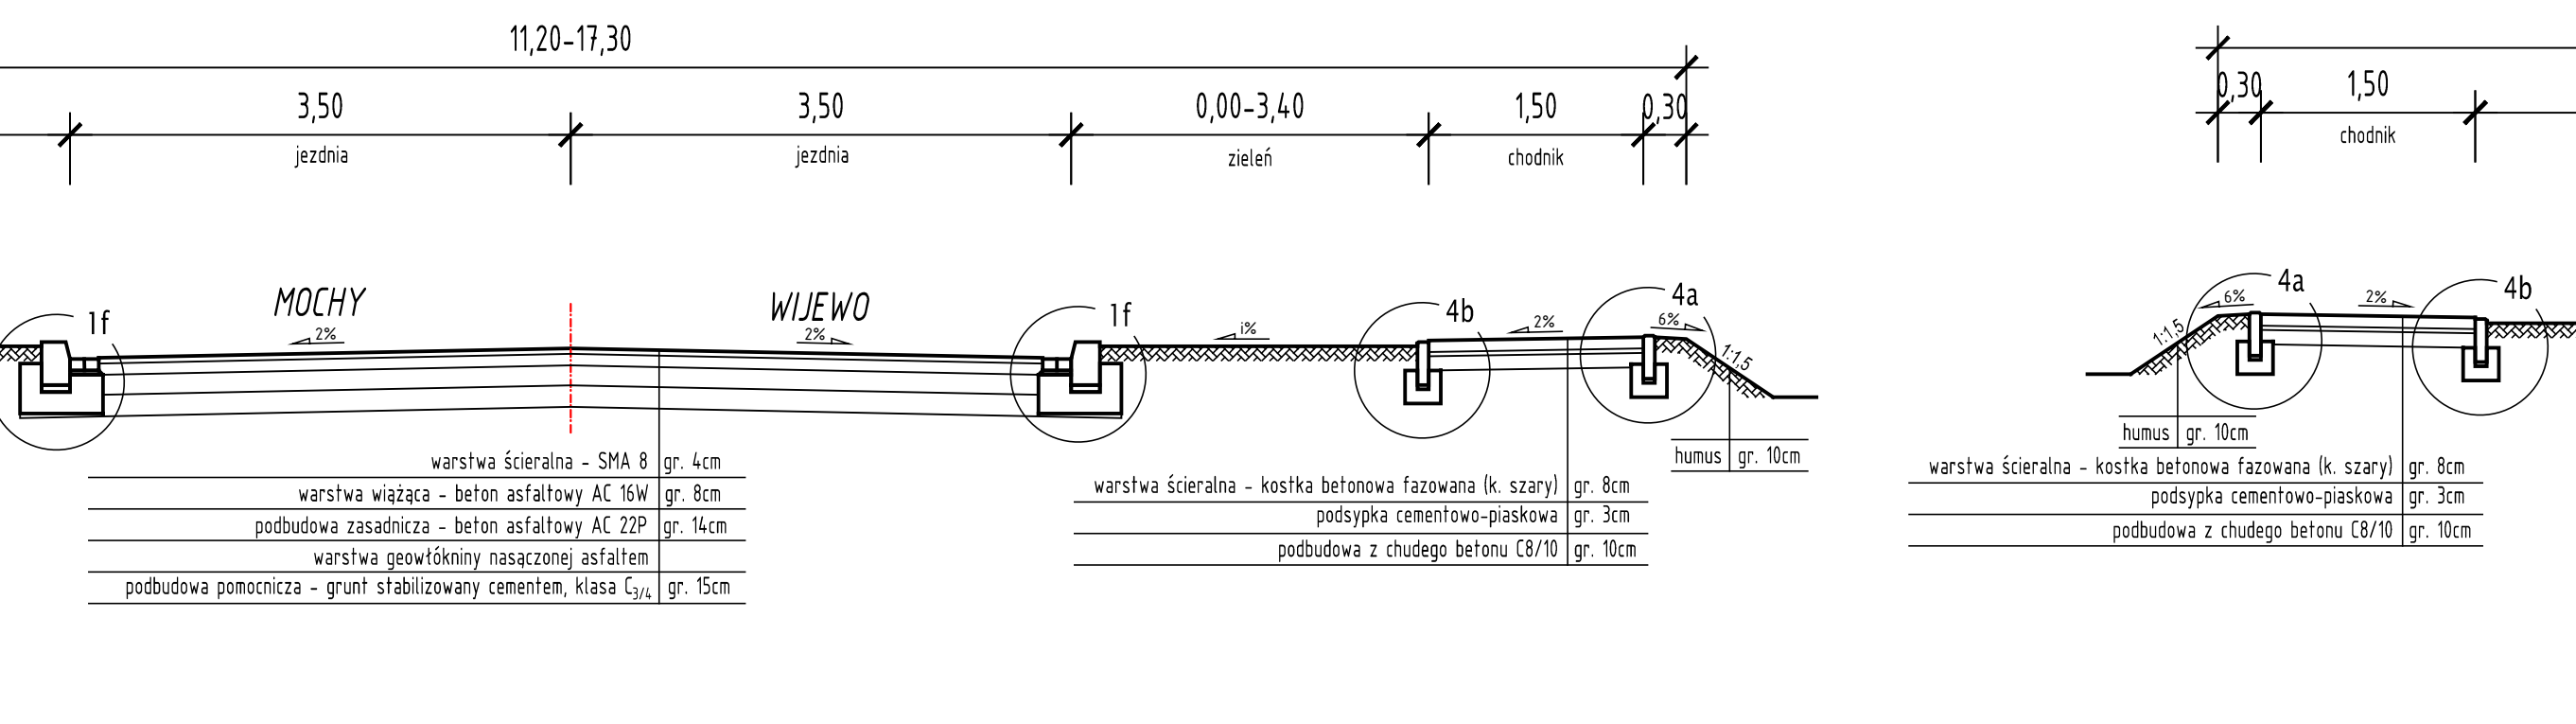 11,20-17,30
3,50
3,50
0,00-3,40
1,50
0,30
jezdnia
jezdnia
zieleń
chodnik
0,30
1,50
chodnik
MOCHY
WIJEWO
1f
2%
2%
1f
i%
4b
2%
4a
6%
1:1,5
1:1,5
6%
4a
2%
4b
warstwa ścieralna - SMA 8 gr. 4cm
warstwa wiążąca - beton asfaltowy AC 16W gr. 8cm
podbudowa zasadnicza - beton asfaltowy AC 22P gr. 14cm
warstwa geowłókniny nasączonej asfaltem
podbudowa pomocnicza - grunt stabilizowany cementem, klasa C3/4 gr. 15cm
warstwa ścieralna - kostka betonowa fazowana (k. szary) gr. 8cm
podsypka cementowo-piaskowa gr. 3cm
podbudowa z chudego betonu C8/10 gr. 10cm
humus gr. 10cm
humus gr. 10cm
warstwa ścieralna - kostka betonowa fazowana (k. szary) gr. 8cm
podsypka cementowo-piaskowa gr. 3cm
podbudowa z chudego betonu C8/10 gr. 10cm